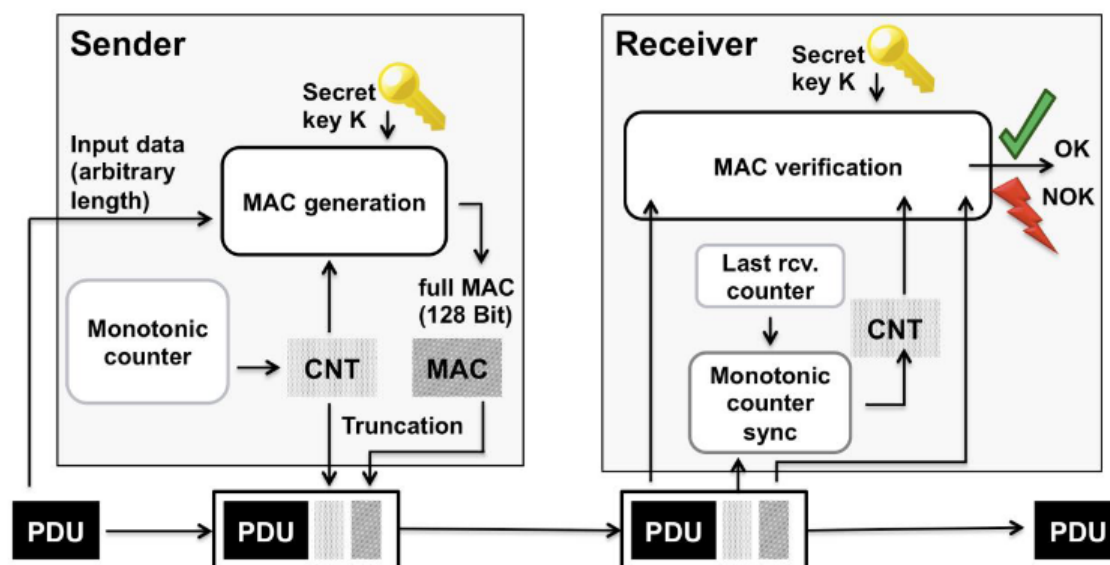 Sender
Secret
key K
Input data
(arbitrary
length)
MAC generation
full MAC
(128 Bit)
Monotonic
counter
CNT
MAC
Truncation
PDU
PDU
Receiver
Secret
key K
MAC verification
OK
NOK
Last rcv.
counter
CNT
Monotonic
counter
sync
PDU
PDU